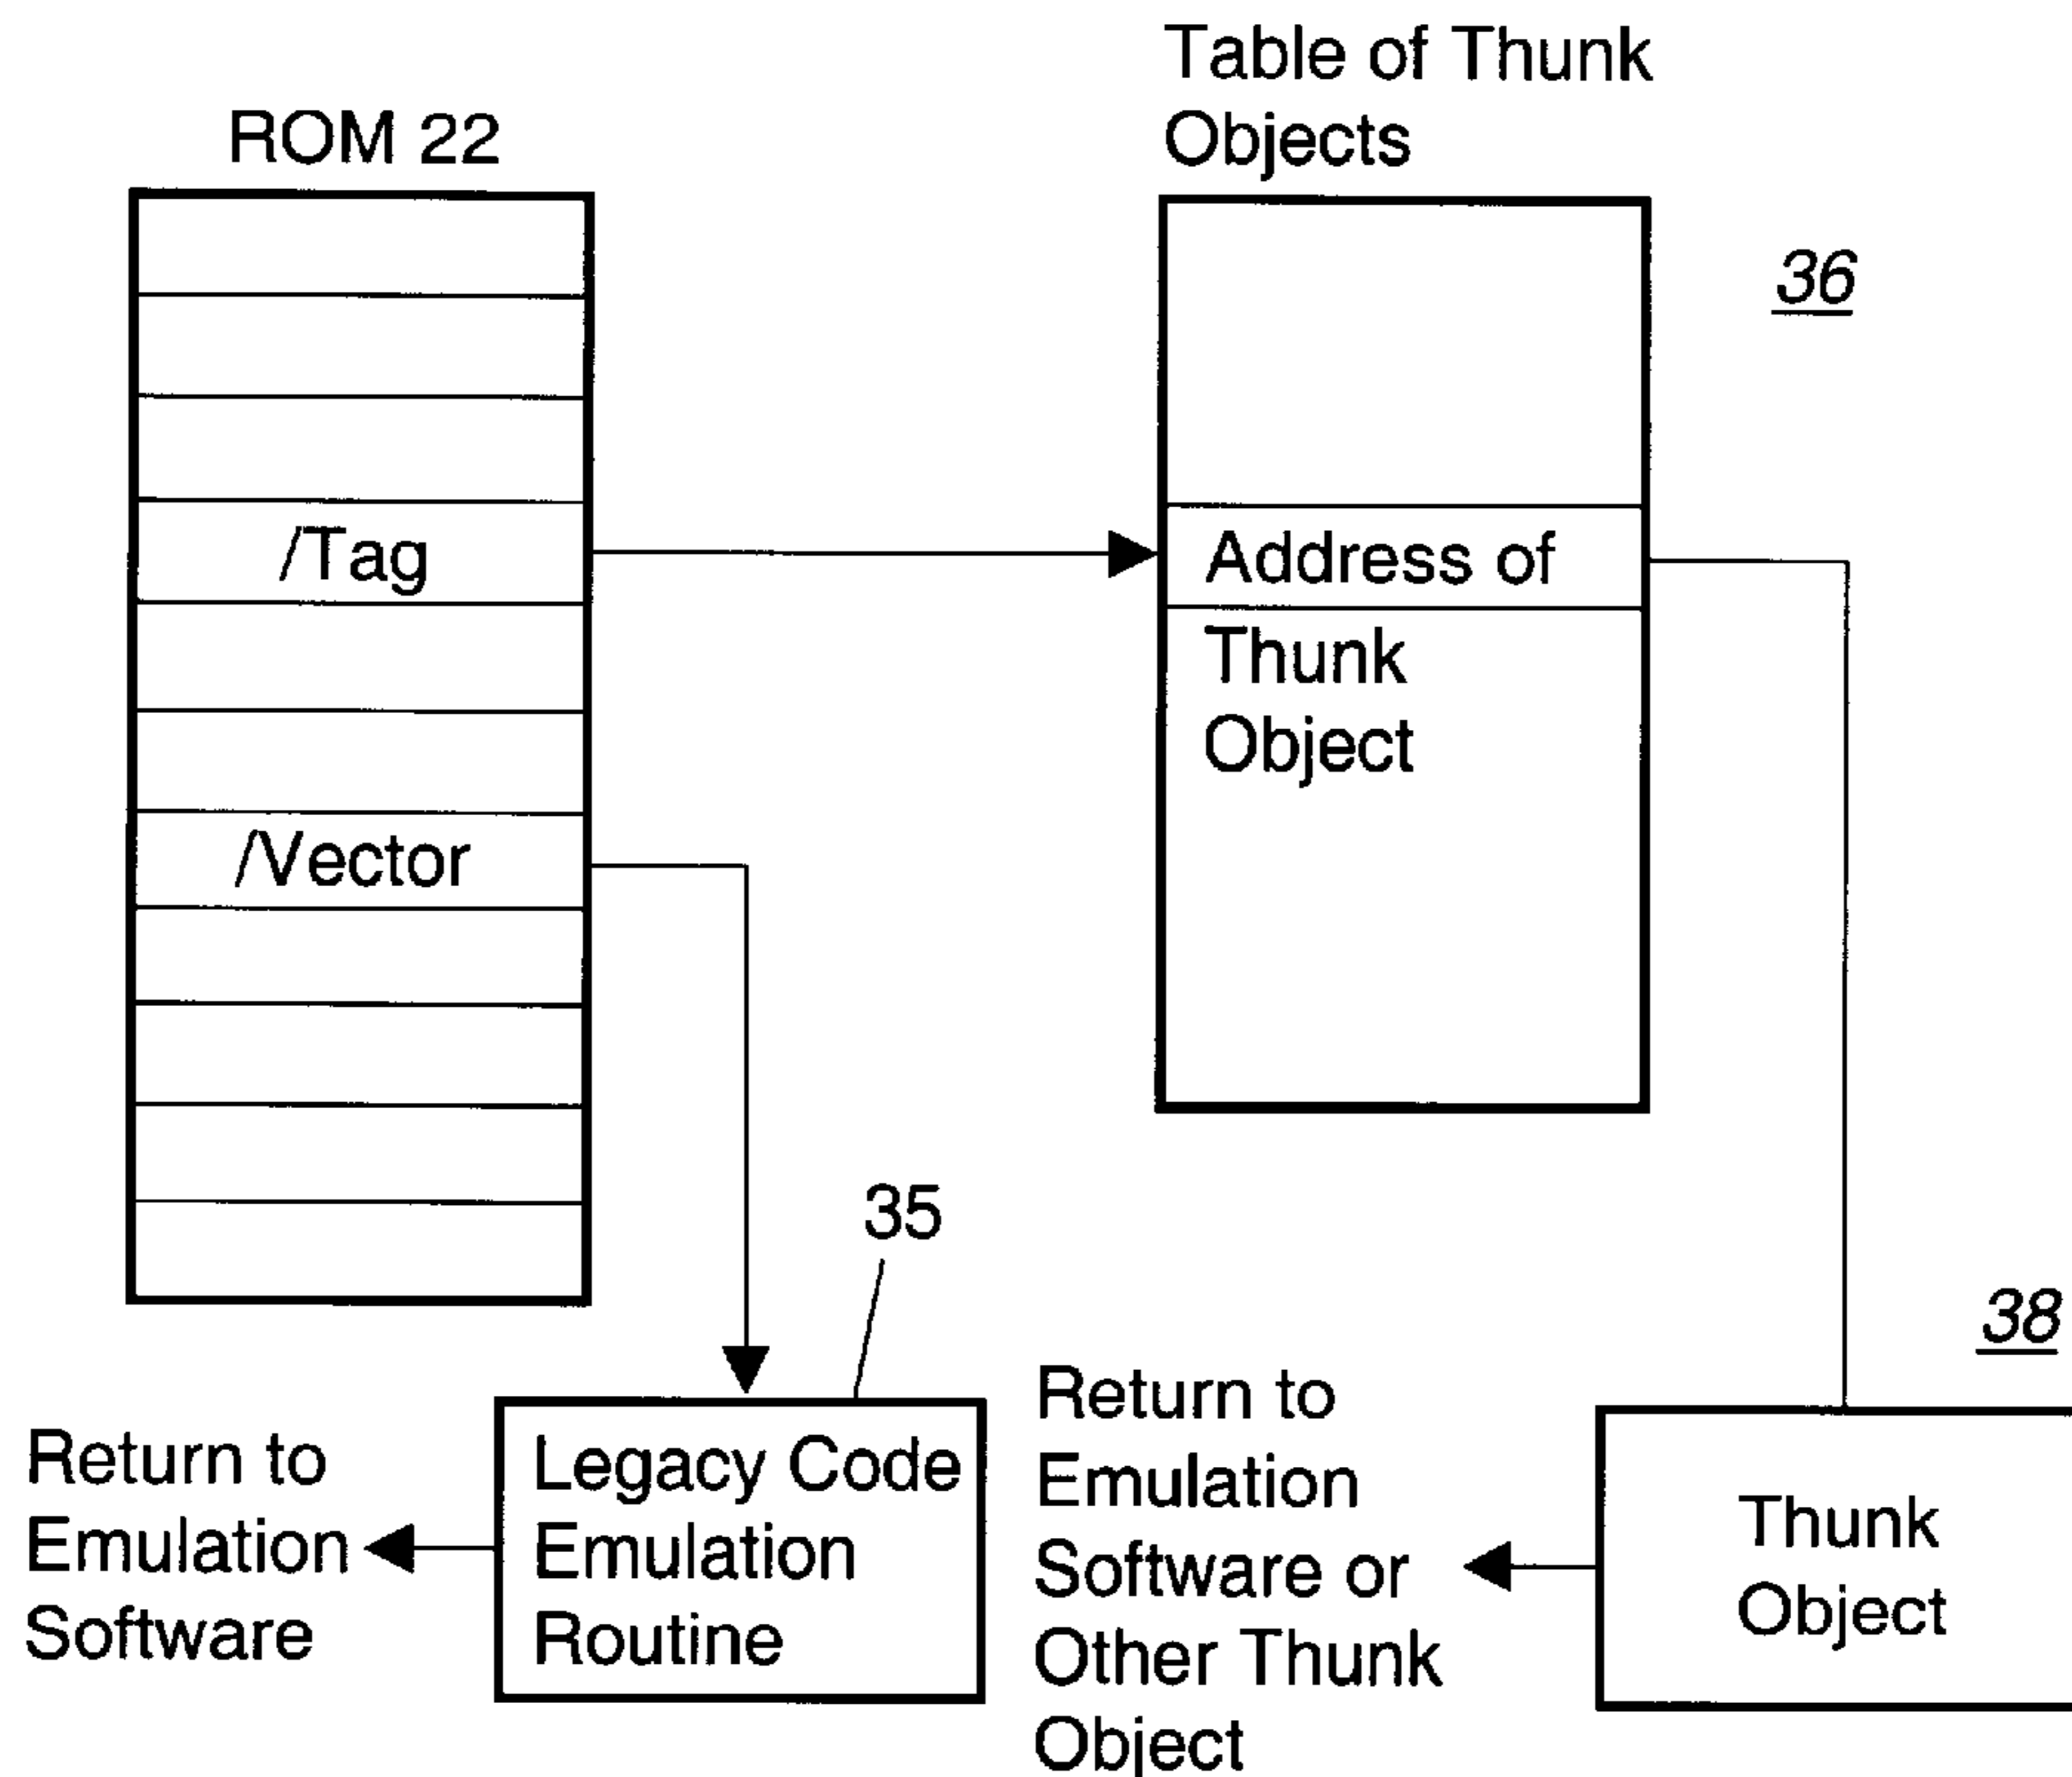 Table of Thunk
Objects
ROM 22
36
/Tag
Address of
Thunk
Object
/Vector
35
38
Return to
Emulation
Software
Legacy Code
Emulation
Routine
Return to
Emulation
Software or
Other Thunk
Object
Thunk
Object